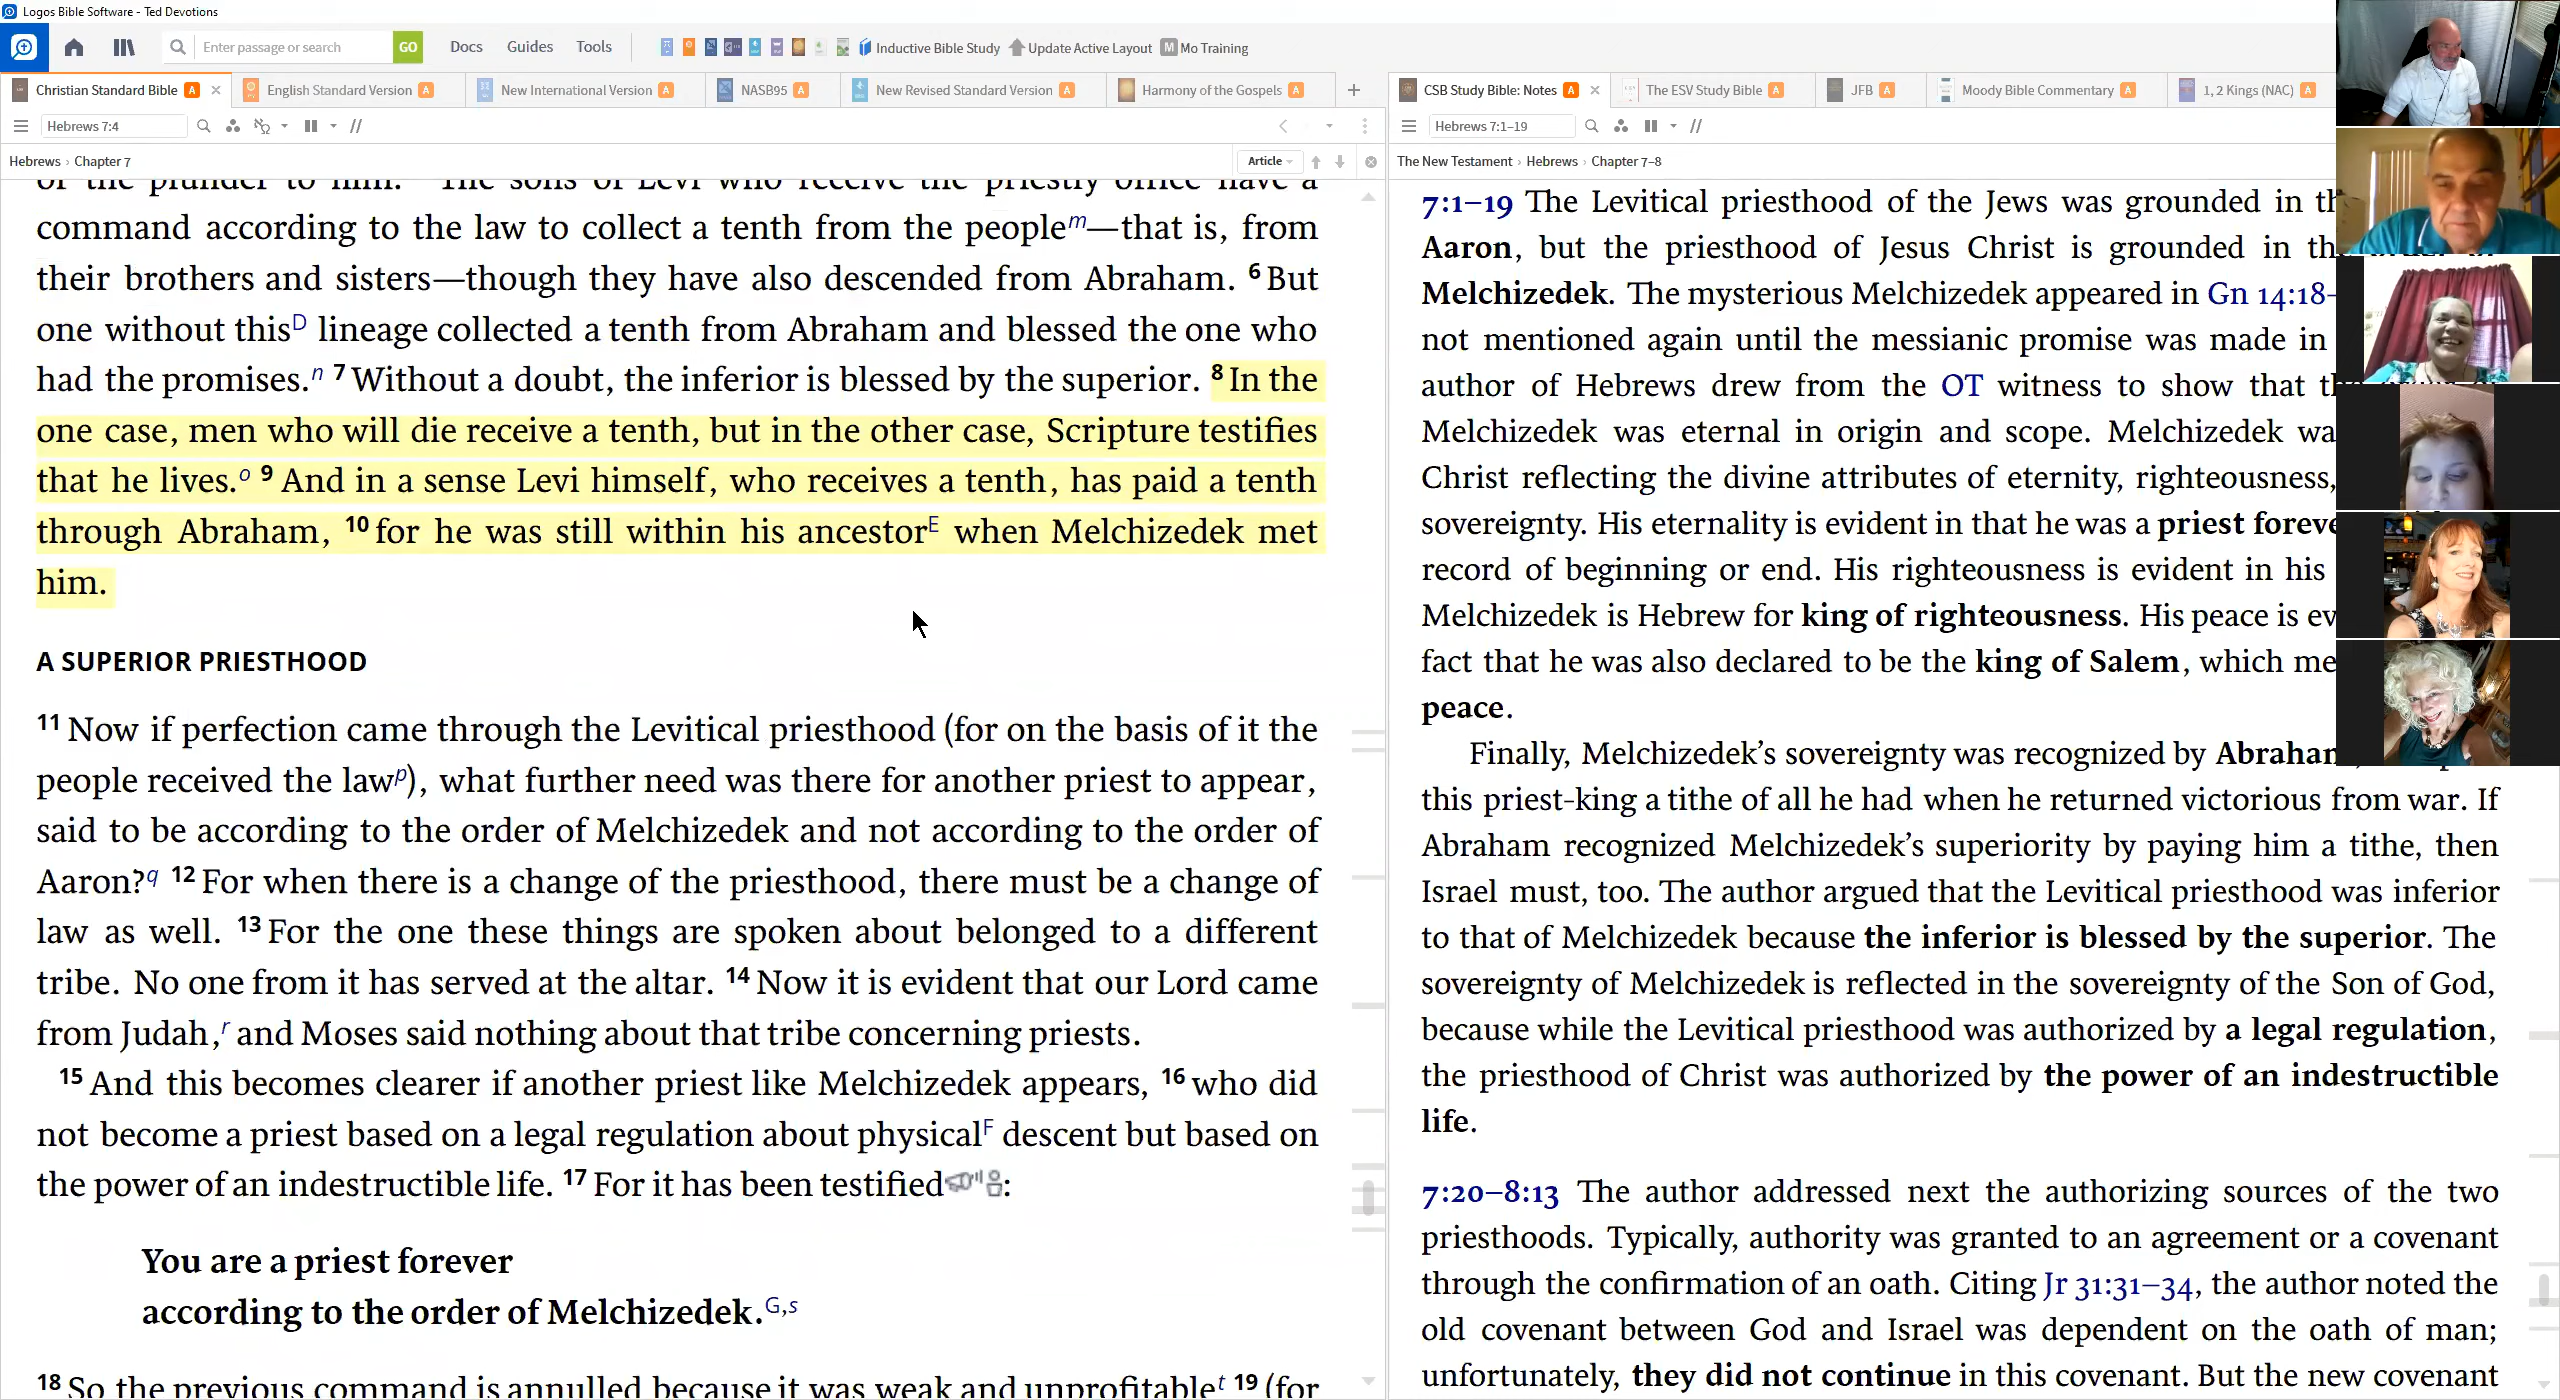 Logos Bible Software - Ted Devotions
Enter passage or search GO Docs Guides Tools Inductive Bible Study Update Active Layout M Mo Training
Christian Standard Bible A English Standard Version A New International Version A NASB95 A New Revised Standard Version A Harmony of the Gospels A
Hebrews 7:4
Hebrews › Chapter 7 Article
of the plunder to him. The sons of Levi who receive the priestly office have a
command according to the law to collect a tenth from the people m—that is, from
their brothers and sisters—though they have also descended from Abraham. 6 But
one without this D lineage collected a tenth from Abraham and blessed the one who
had the promises. n 7 Without a doubt, the inferior is blessed by the superior. 8 In the
one case, men who will die receive a tenth, but in the other case, Scripture testifies
that he lives. o 9 And in a sense Levi himself, who receives a tenth, has paid a tenth
through Abraham, 10 for he was still within his ancestor E when Melchizedek met
him.
A SUPERIOR PRIESTHOOD
11 Now if perfection came through the Levitical priesthood (for on the basis of it the
people received the law p), what further need was there for another priest to appear,
said to be according to the order of Melchizedek and not according to the order of
Aaron? q 12 For when there is a change of the priesthood, there must be a change of
law as well. 13 For the one these things are spoken about belonged to a different
tribe. No one from it has served at the altar. 14 Now it is evident that our Lord came
from Judah, r and Moses said nothing about that tribe concerning priests.
15 And this becomes clearer if another priest like Melchizedek appears, 16 who did
not become a priest based on a legal regulation about physical F descent but based on
the power of an indestructible life. 17 For it has been testified:
You are a priest forever
according to the order of Melchizedek. G,s
18 So the previous command is annulled because it was weak and unprofitable t 19 (for
CSB Study Bible: Notes A The ESV Study Bible A JFB A Moody Bible Commentary A 1, 2 Kings (NAC) A
Hebrews 7:1–19
The New Testament › Hebrews › Chapter 7–8
7:1–19 The Levitical priesthood of the Jews was grounded in
Aaron, but the priesthood of Jesus Christ is grounded in
Melchizedek. The mysterious Melchizedek appeared in Gn 14:18–
not mentioned again until the messianic promise was made in
author of Hebrews drew from the OT witness to show that
Melchizedek was eternal in origin and scope. Melchizedek
Christ reflecting the divine attributes of eternity, righteousness,
sovereignty. His eternality is evident in that he was a priest
record of beginning or end. His righteousness is evident in his
Melchizedek is Hebrew for king of righteousness. His peace is
fact that he was also declared to be the king of Salem, which
peace.
Finally, Melchizedek’s sovereignty was recognized by
this priest-king a tithe of all he had when he returned victorious from war. If
Abraham recognized Melchizedek’s superiority by paying him a tithe, then
Israel must, too. The author argued that the Levitical priesthood was inferior
to that of Melchizedek because the inferior is blessed by the superior. The
sovereignty of Melchizedek is reflected in the sovereignty of the Son of God,
because while the Levitical priesthood was authorized by a legal regulation,
the priesthood of Christ was authorized by the power of an indestructible
life.
7:20–8:13 The author addressed next the authorizing sources of the two
priesthoods. Typically, authority was granted to an agreement or a covenant
through the confirmation of an oath. Citing Jr 31:31–34, the author noted the
old covenant between God and Israel was dependent on the oath of man;
unfortunately, they did not continue in this covenant. But the new covenant